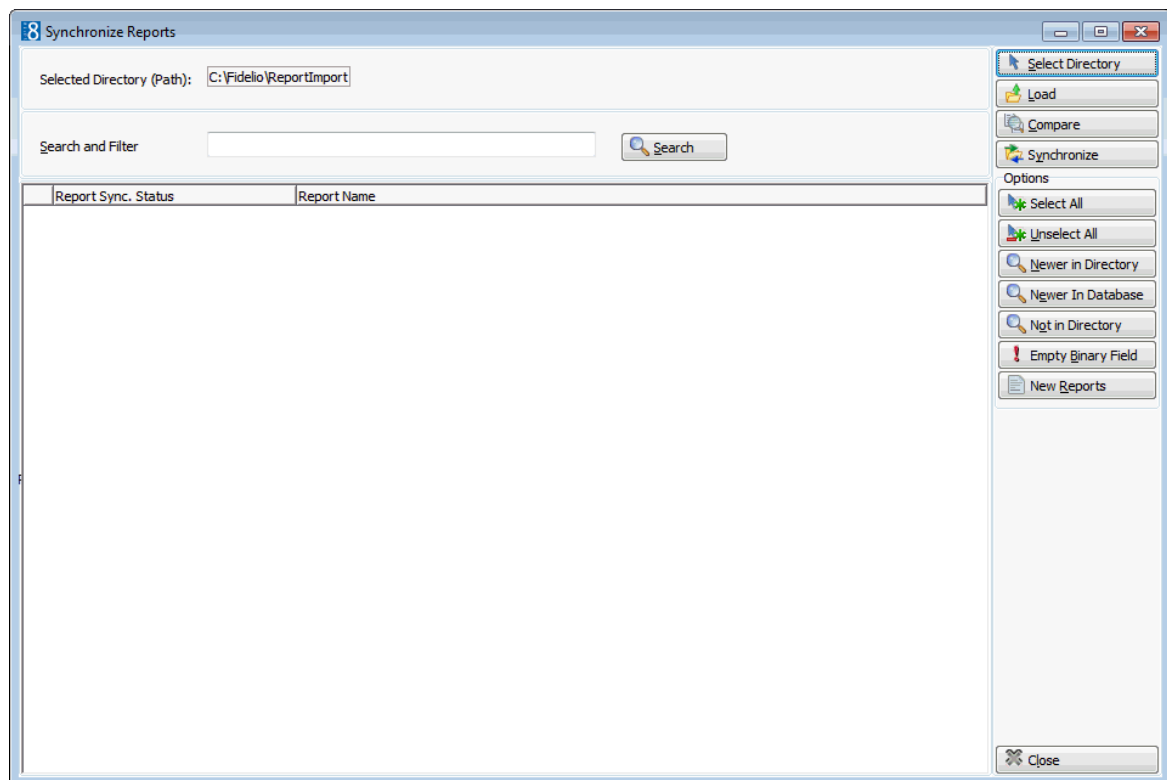 8 Synchronize Reports
Selected Directory (Path): C:\Fidelio\ReportImport
Search and Filter Search
Report Sync. Status Report Name
Select Directory
Load
Compare
Synchronize
Options
Select All
Unselect All
Newer in Directory
Newer In Database
Not in Directory
Empty Binary Field
New Reports
Close